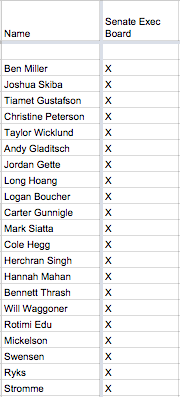 Name Senate Exec Board
Ben Miller X
Joshua Skiba X
Tiamet Gustafson X
Christine Peterson X
Taylor Wicklund X
Andy Gladitsch X
Jordan Gette X
Long Hoang X
Logan Boucher X
Carter Gunnigle X
Mark Siatta X
Cole Hegg X
Herchran Singh X
Hannah Mahan X
Bennett Thrash X
Will Waggoner X
Rotimi Edu X
Mickelson X
Swensen X
Ryks X
Stromme X